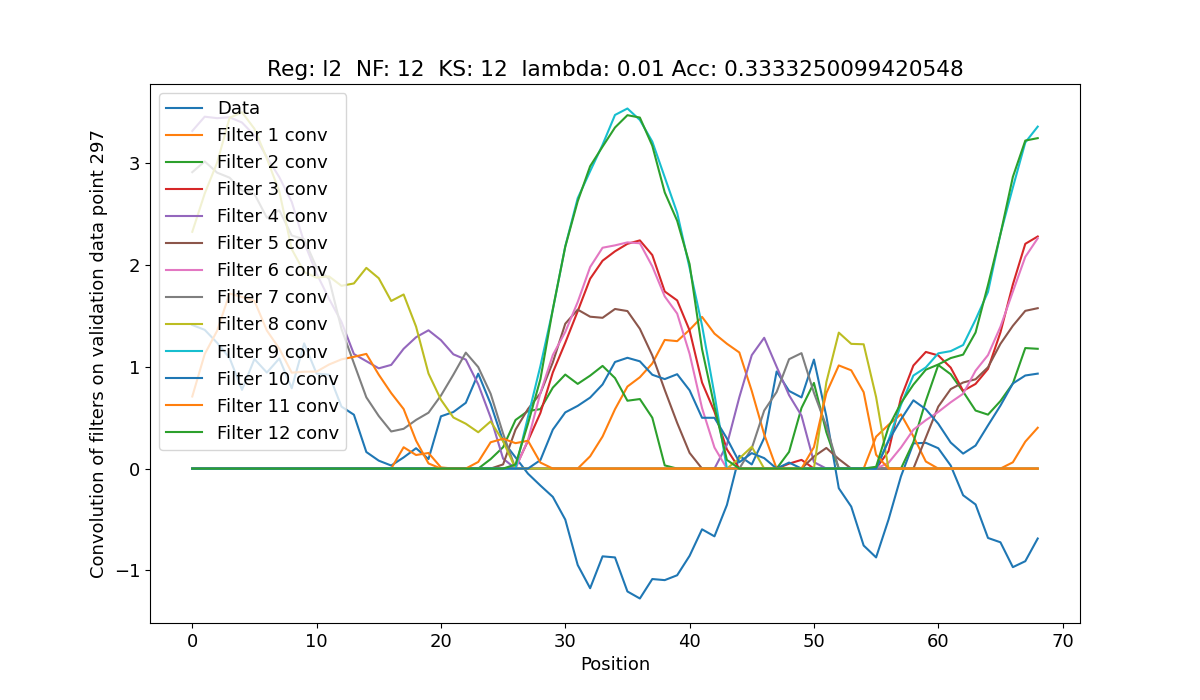 Reg: l2 NF: 12 KS: 12 lambda: 0.01 Acc: 0.3333250099420548
Convolution of filters on validation data point 297
Data
Filter 1 conv
Filter 2 conv
Filter 3 conv
Filter 4 conv
Filter 5 conv
Filter 6 conv
Filter 7 conv
Filter 8 conv
Filter 9 conv
Filter 10 conv
Filter 11 conv
Filter 12 conv
3
2
1
0
−1
0 10 20 30 40 50 60 70
Position